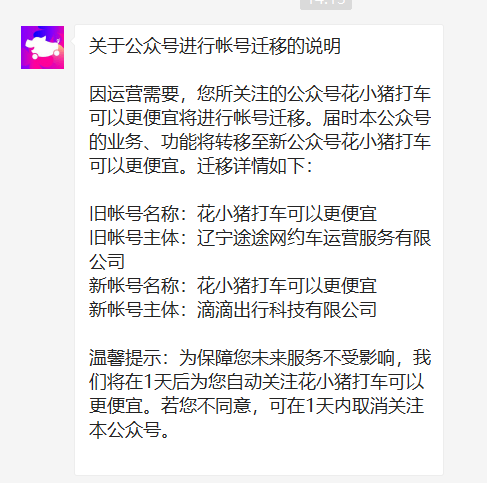 关于公众号进行帐号迁移的说明
因运营需要，您所关注的公众号花小猪打车
可以更便宜将进行帐号迁移。届时本公众号
的业务、功能将转移至新公众号花小猪打车
可以更便宜。迁移详情如下：
旧帐号名称：花小猪打车可以更便宜
旧帐号主体：辽宁途途网约车运营服务有限
公司
新帐号名称：花小猪打车可以更便宜
新帐号主体：滴滴出行科技有限公司
温馨提示：为保障您未来服务不受影响，我
们将在1天后为您自动关注花小猪打车可以
更便宜。若您不同意，可在1天内取消关注
本公众号。